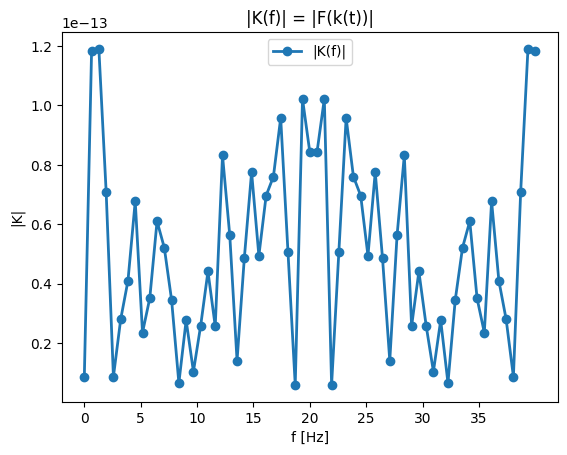 |K(f)| = |F(k(t))|
1e−13
|K(f)|
1.2
1.0
0.8
0.6
0.4
0.2
|K|
0 5 10 15 20 25 30 35
f [Hz]